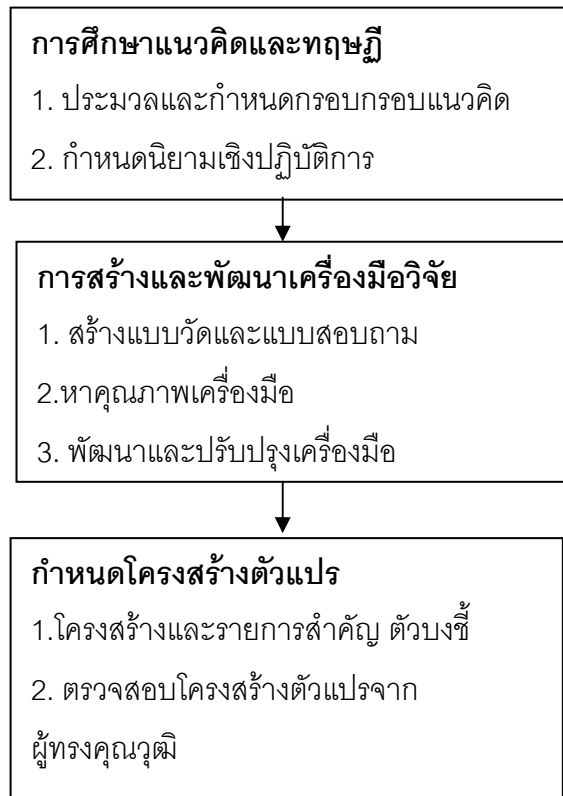 การศึกษาแนวคิดและทฤษฏี
1. ประมวลและกำหนดกรอบกรอบแนวคิด
2. กำหนดนิยามเชิงปฏิบัติการ
การสร้างและพัฒนาเครื่องมือวิจัย
1. สร้างแบบวัดและแบบสอบถาม
2.หาคุณภาพเครื่องมือ
3. พัฒนาและปรับปรุงเครื่องมือ
กำหนดโครงสร้างตัวแปร
1.โครงสร้างและรายการสำคัญ ตัวบงชี้
2. ตรวจสอบโครงสร้างตัวแปรจาก
ผู้ทรงคุณวุฒิ